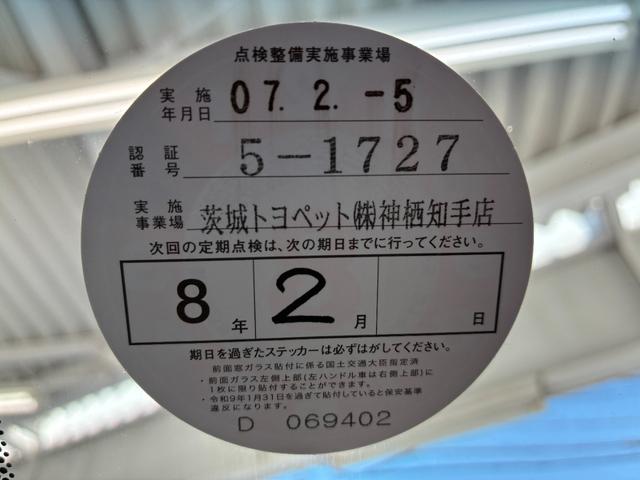 点検整備実施事業場
実施年月日 07.2.-5
認証番号 5-1727
実施事業場 茨城トヨペット㈱神栖知手店
次回の定期点検は、次の期日までに行ってください。
8年 2月 日
期日を過ぎたステッカーは必ずはがしてください。
前面窓ガラス貼付に係る国土交通大臣指定済
・前面ガラス左側上部(左ハンドル車は右側上部)に
1枚に限り貼付することができます。
・令和9年1月31日を過ぎて貼付していると保安基準
違反になります。
D 069402